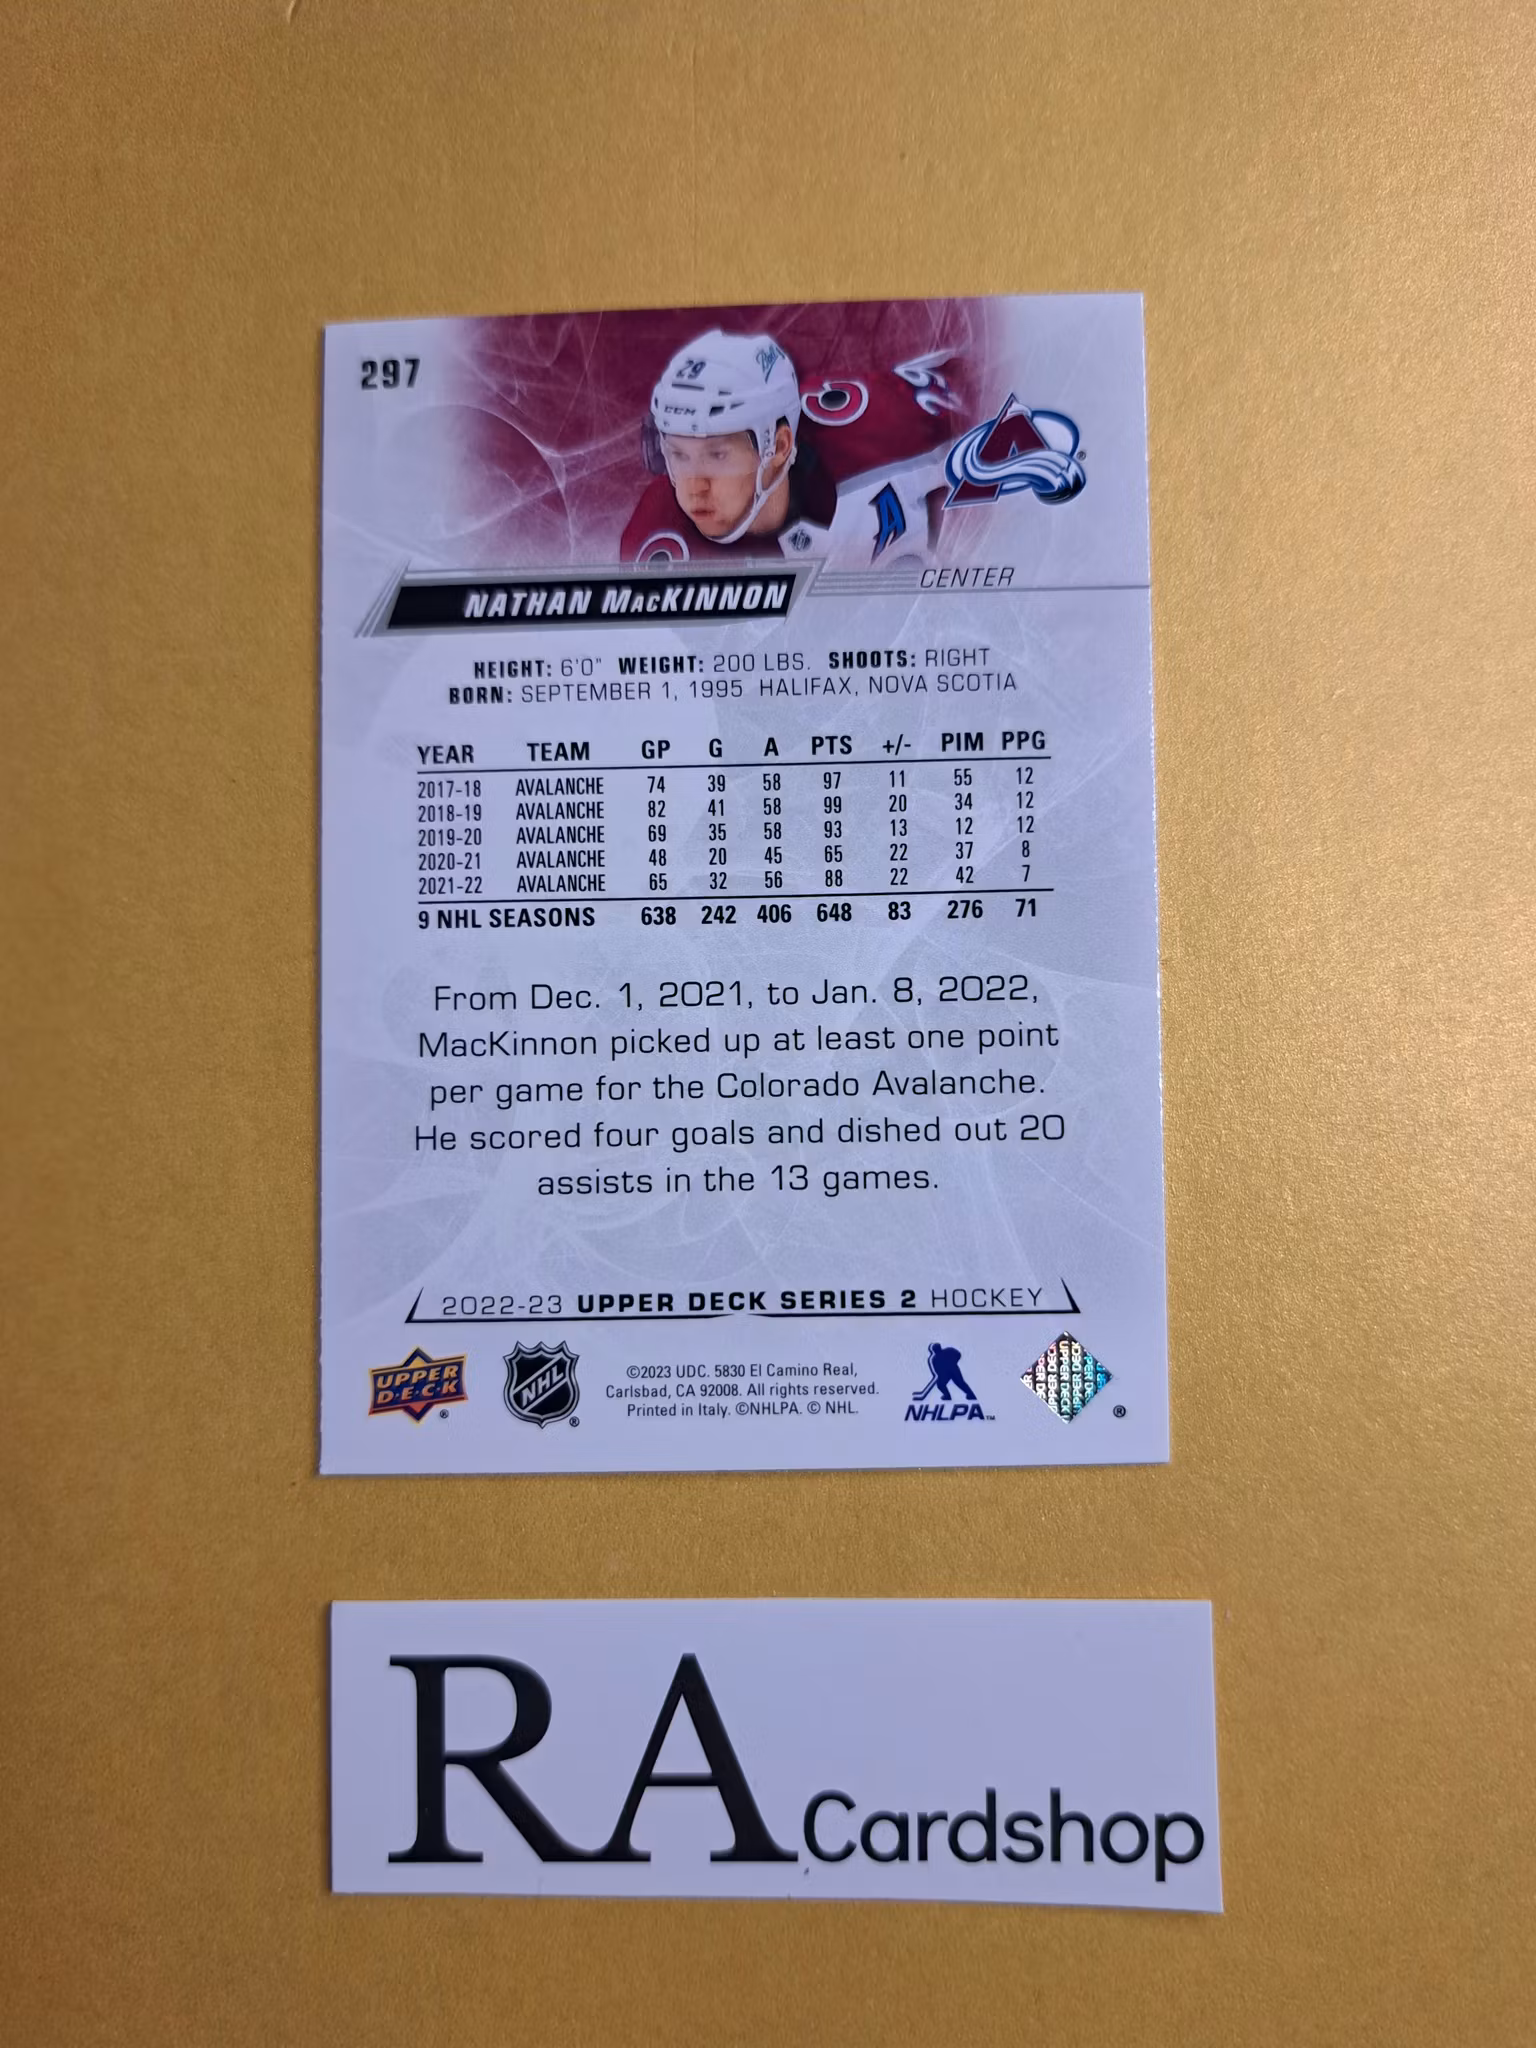 297
29
CCM
Bell
29
A
A
NATHAN MacKINNON
CENTER
HEIGHT: 6'0" WEIGHT: 200 LBS. SHOOTS: RIGHT
BORN: SEPTEMBER 1, 1995 HALIFAX, NOVA SCOTIA
YEAR TEAM GP G A PTS +/- PIM PPG
2017-18 AVALANCHE 74 39 58 97 11 55 12
2018-19 AVALANCHE 82 41 58 99 20 34 12
2019-20 AVALANCHE 69 35 58 93 13 12 12
2020-21 AVALANCHE 48 20 45 65 22 37 8
2021-22 AVALANCHE 65 32 56 88 22 42 7
9 NHL SEASONS 638 242 406 648 83 276 71
From Dec. 1, 2021, to Jan. 8, 2022,
MacKinnon picked up at least one point
per game for the Colorado Avalanche.
He scored four goals and dished out 20
assists in the 13 games.
2022-23 UPPER DECK SERIES 2 HOCKEY
UPPER
D·E·C·K
®
NHL
®
©2023 UDC. 5830 El Camino Real,
Carlsbad, CA 92008. All rights reserved.
Printed in Italy. ©NHLPA. © NHL.
NHLPA™
UPPER DECK
®
RA Cardshop